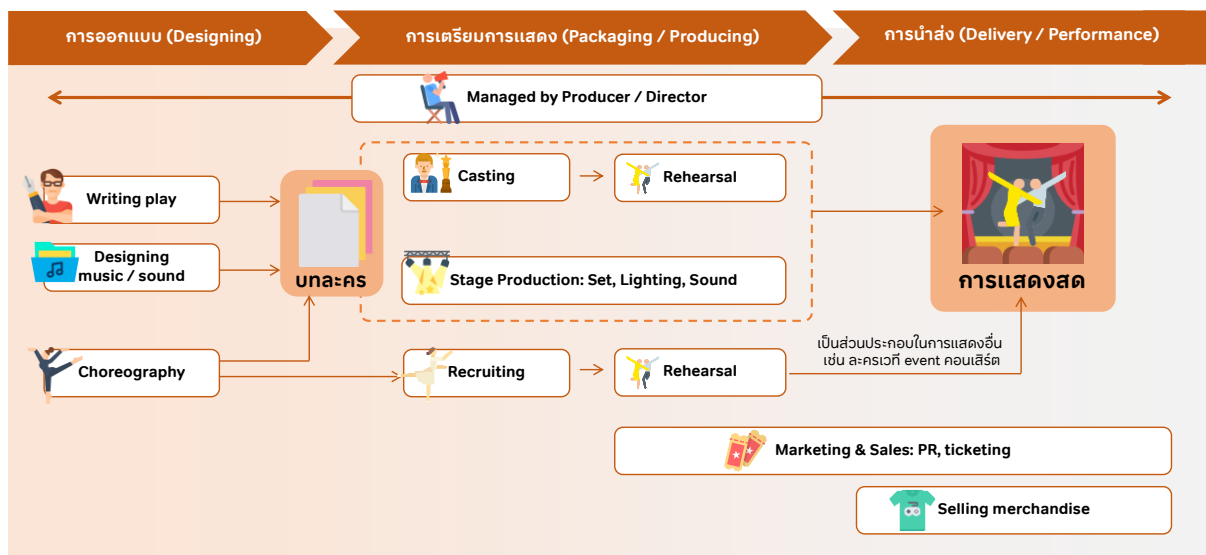 การออกแบบ (Designing)
การเตรียมการแสดง (Packaging / Producing)
การนำส่ง (Delivery / Performance)
Managed by Producer / Director
Casting
Rehearsal
Writing play
Designing
music / sound
บทละคร
Stage Production: Set, Lighting, Sound
การแสดงสด
Choreography
Recruiting
Rehearsal
เป็นส่วนประกอบในการแสดงอื่น
เช่น ละครเวที event คอนเสิร์ต
Marketing & Sales: PR, ticketing
Selling merchandise